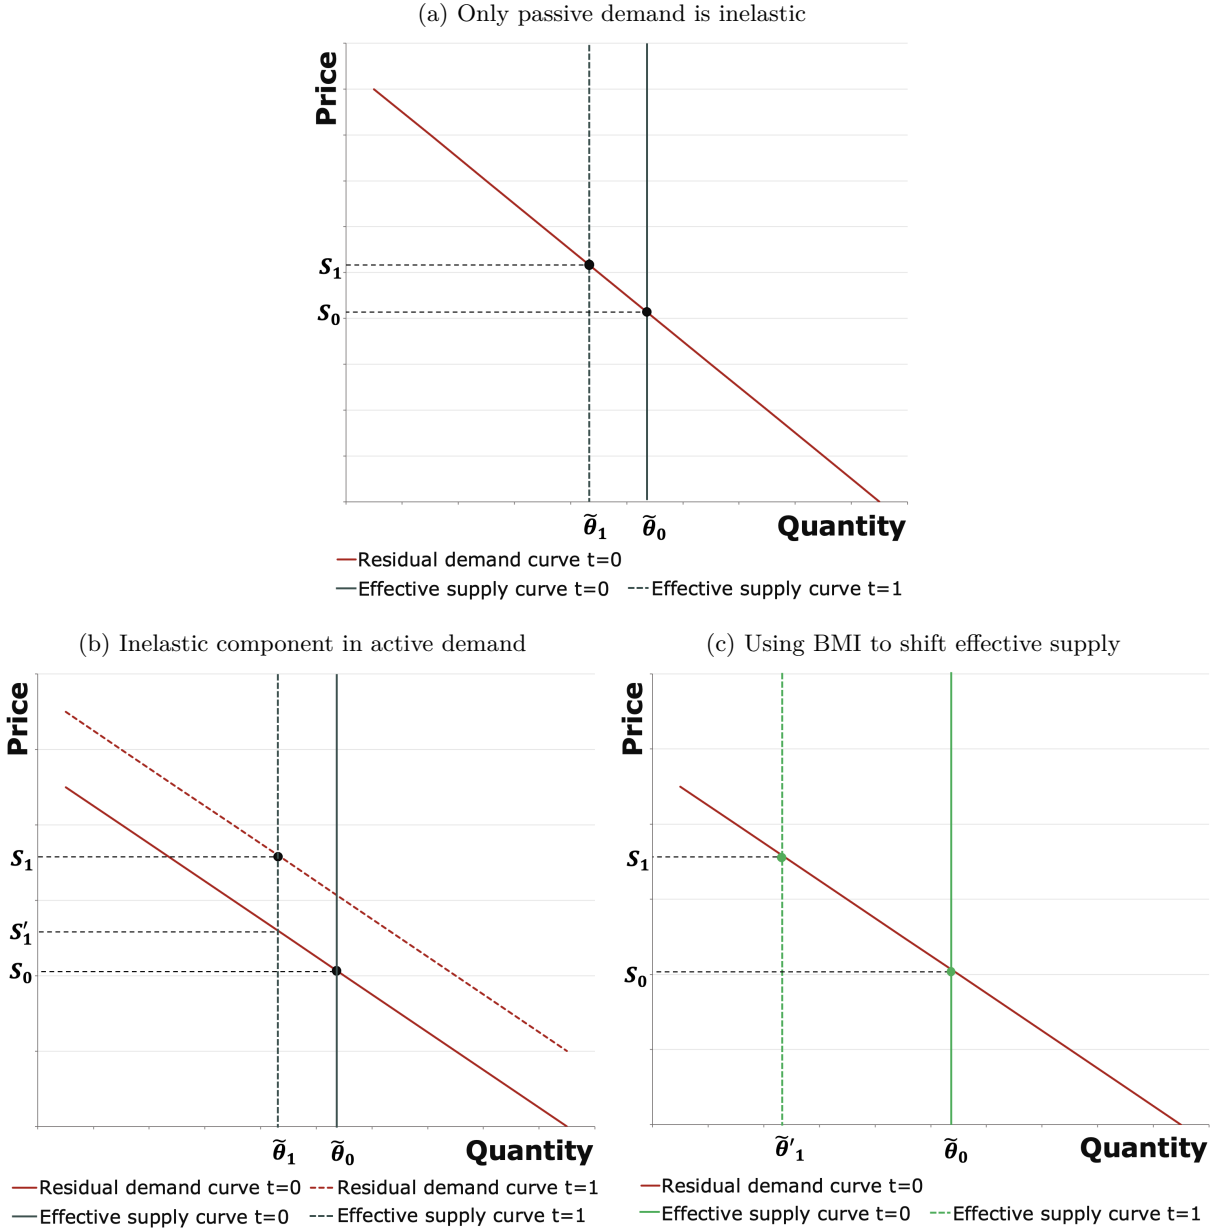 (a) Only passive demand is inelastic
Price
S₁
S₀
θ̃₁ θ̃₀
Quantity
Residual demand curve t=0
Effective supply curve t=0 Effective supply curve t=1
(b) Inelastic component in active demand
Price
S₁
S′₁
S₀
θ̃₁ θ̃₀
Quantity
Residual demand curve t=0 Residual demand curve t=1
Effective supply curve t=0 Effective supply curve t=1
(c) Using BMI to shift effective supply
Price
S₁
S₀
θ̃′₁ θ̃₀
Quantity
Residual demand curve t=0
Effective supply curve t=0 Effective supply curve t=1